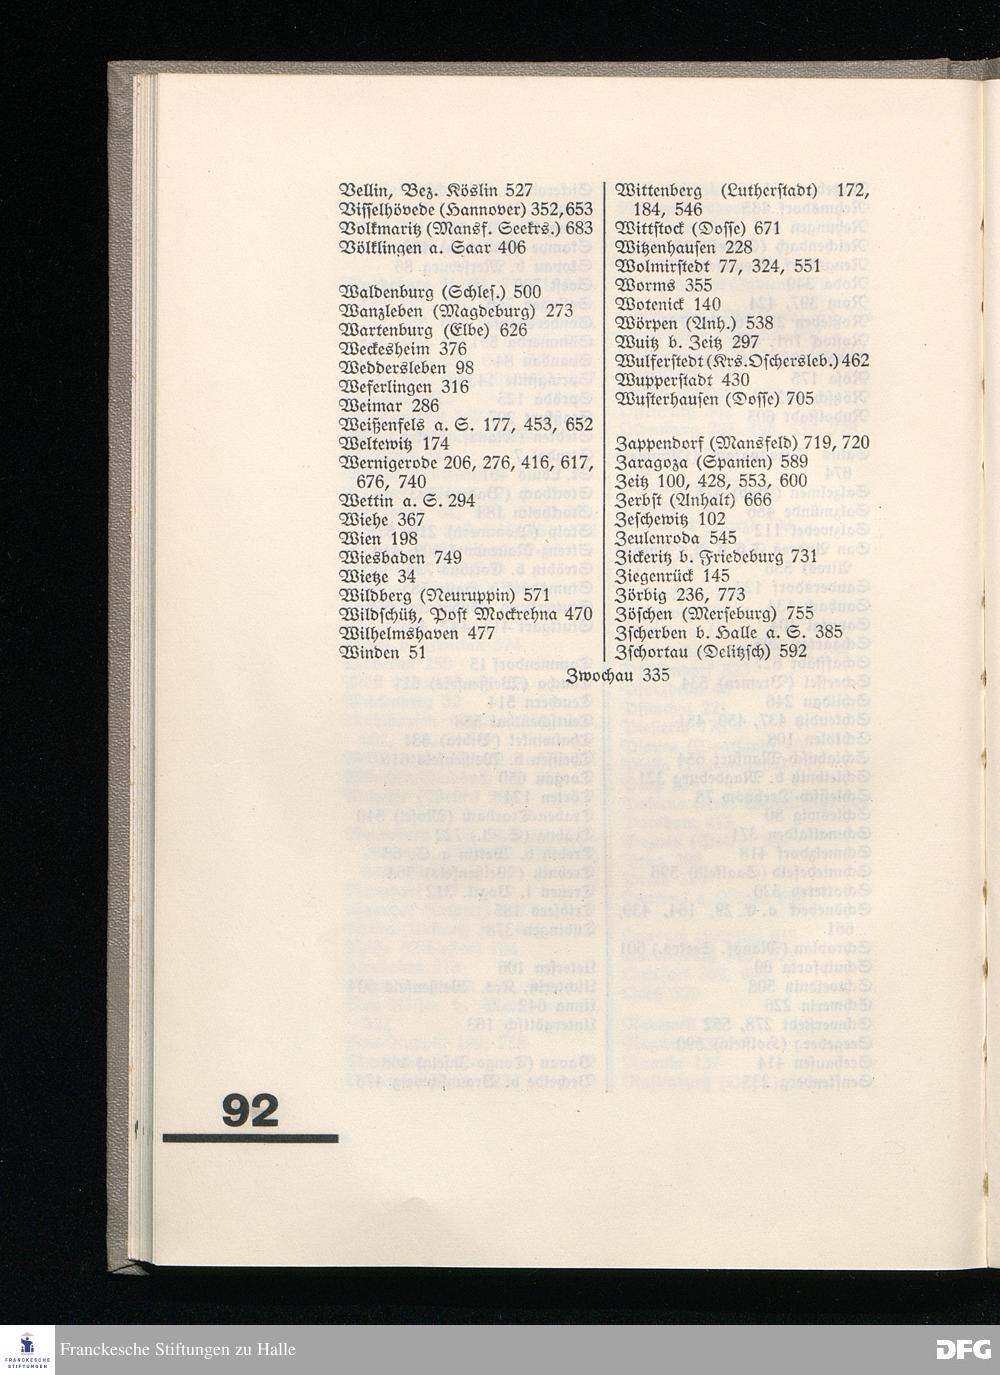 Vellin, Bez. Köslin 527
Visselhövede (Hannover) 352,653
Volkmaritz (Mansf. Seekrs.) 683
Völklingen a. Saar 406
Waldenburg (Schles.) 500
Wanzleben (Magdeburg) 273
Wartenburg (Elbe) 626
Weckesheim 376
Weddersleben 98
Weferlingen 316
Weimar 286
Weißenfels a. S. 177, 453, 652
Weltewitz 174
Wernigerode 206, 276, 416, 617,
676, 740
Wettin a. S. 294
Wiehe 367
Wien 198
Wiesbaden 749
Wietze 34
Wildberg (Neuruppin) 571
Wildschütz, Post Mockrehna 470
Wilhelmshaven 477
Winden 51
Wittenberg (Lutherstadt) 172,
184, 546
Wittstock (Dosse) 671
Witzenhausen 228
Wolmirstedt 77, 324, 551
Worms 355
Wotenick 140
Wörpen (Anh.) 538
Wuitz b. Zeitz 297
Wulferstedt (Krs.Oschersleb.) 462
Wupperstadt 430
Wusterhausen (Dosse) 705
Zappendorf (Mansfeld) 719, 720
Zaragoza (Spanien) 589
Zeitz 100, 428, 553, 600
Zerbst (Anhalt) 666
Zeschewitz 102
Zeulenroda 545
Zickeritz b. Friedeburg 731
Ziegenrück 145
Zörbig 236, 773
Zöschen (Merseburg) 755
Zscherben b. Halle a. S. 385
Zschortau (Delitzsch) 592
Zwochau 335
92
FRANCKESCHE
STIFTUNGEN
Franckesche Stiftungen zu Halle
DFG